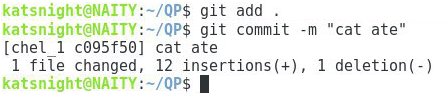 katsnight@NAITY:~/QP$ git add .
katsnight@NAITY:~/QP$ git commit -m "cat ate"
[chel_1 c095f50] cat ate
 1 file changed, 12 insertions(+), 1 deletion(-)
katsnight@NAITY:~/QP$